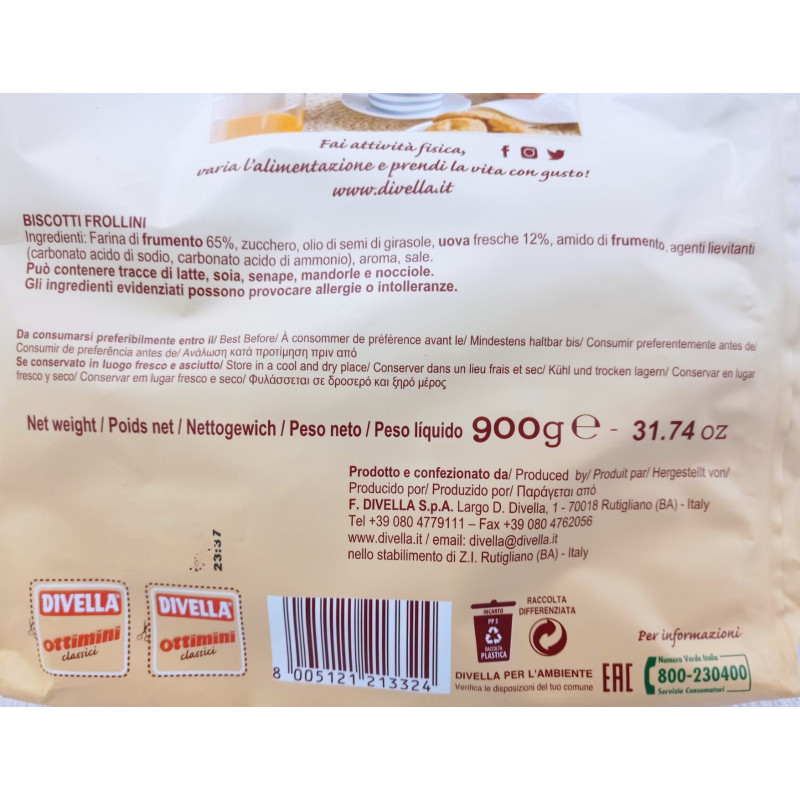 Fai attività fisica,
varia l'alimentazione e prendi la vita con gusto!
www.divella.it
BISCOTTI FROLLINI
Ingredienti: Farina di frumento 65%, zucchero, olio di semi di girasole, uova fresche 12%, amido di frumento, agenti lievitanti
(carbonato acido di sodio, carbonato acido di ammonio), aroma, sale.
Può contenere tracce di latte, soia, senape, mandorle e nocciole.
Gli ingredienti evidenziati possono provocare allergie o intolleranze.
Da consumarsi preferibilmente entro il/ Best Before/ À consommer de préférence avant le/ Mindestens haltbar bis/ Consumir preferentemente antes de/
Consumir de preferência antes de/ Ανάλωση κατά προτίμηση πριν από
Se conservato in luogo fresco e asciutto/ Store in a cool and dry place/ Conserver dans un lieu frais et sec/ Kühl und trocken lagern/ Conservar en lugar
fresco y seco/ Conservar em lugar fresco e seco/ Φυλάσσεται σε δροσερό και ξηρό μέρος
Net weight / Poids net / Nettogewich / Peso neto / Peso líquido 900g e - 31.74 oz
Prodotto e confezionato da/ Produced by/ Produit par/ Hergestellt von/
Producido por/ Produzido por/ Παράγεται από
F. DIVELLA S.p.A. Largo D. Divella, 1 - 70018 Rutigliano (BA) - Italy
Tel +39 080 4779111 – Fax +39 080 4762056
www.divella.it / email: divella@divella.it
nello stabilimento di Z.I. Rutigliano (BA) - Italy
23:37
DIVELLA
ottimini
classici
DIVELLA
ottimini
classici
8 005121 213324
INCARTO
PP 5
RACCOLTA
PLASTICA
RACCOLTA
DIFFERENZIATA
DIVELLA PER L'AMBIENTE
Verifica le disposizioni del tuo comune
EAC
Per informazioni
Numero Verde Italia
800-230400
Servizio Consumatori